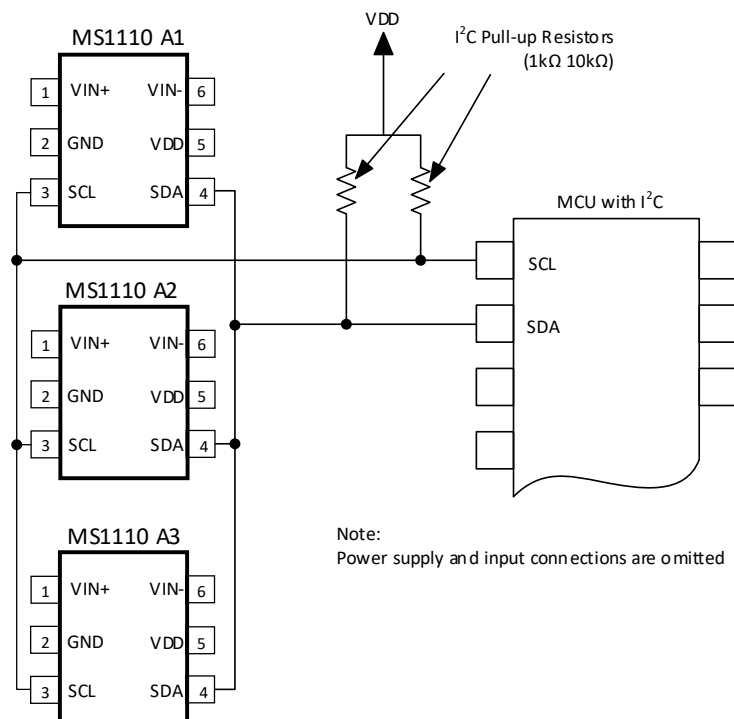 VDD
I²C Pull-up Resistors
(1kΩ 10kΩ)
MS1110 A1
1 VIN+ VIN- 6
2 GND VDD 5
3 SCL SDA 4
MCU with I²C
SCL
SDA
MS1110 A2
1 VIN+ VIN- 6
2 GND VDD 5
3 SCL SDA 4
Note:
Power supply and input connections are omitted
MS1110 A3
1 VIN+ VIN- 6
2 GND VDD 5
3 SCL SDA 4